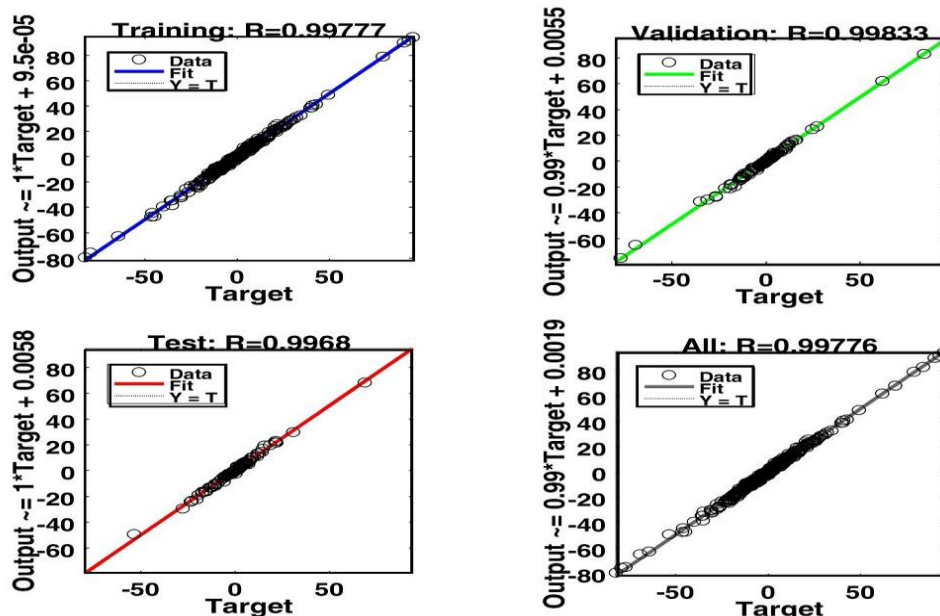 Training: R=0.99777
Output ~= 1*Target + 9.5e-05
80
60
40
20
0
-20
-40
-60
-80
Data
Fit
Y = T
-50
0
50
Target
Validation: R=0.99833
Output ~= 0.99*Target + 0.0055
80
60
40
20
0
-20
-40
-60
Data
Fit
Y = T
-50
0
50
Target
Test: R=0.9968
Output ~= 1*Target + 0.0058
80
60
40
20
0
-20
-40
-60
Data
Fit
Y = T
-50
0
50
Target
All: R=0.99776
Output ~= 0.99*Target + 0.0019
80
60
40
20
0
-20
-40
-60
-80
Data
Fit
Y = T
-50
0
50
Target